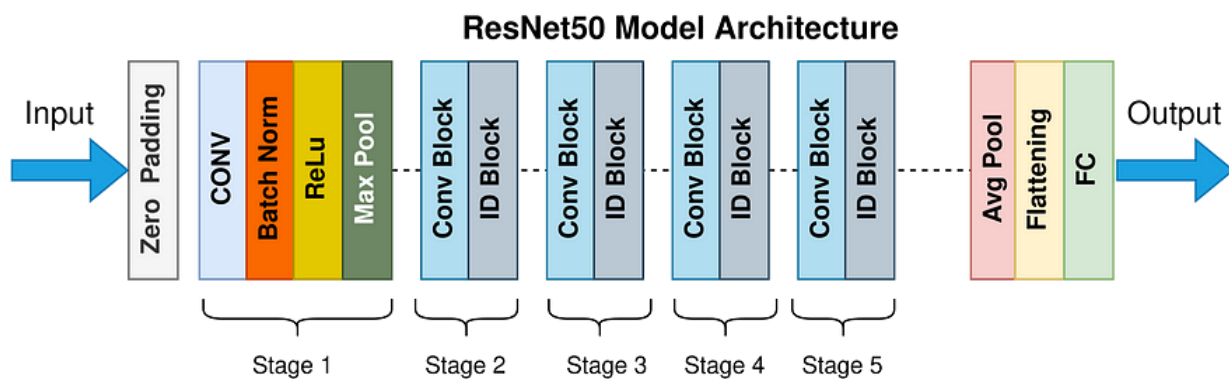 ResNet50 Model Architecture
Input
Zero Padding
CONV
Batch Norm
ReLu
Max Pool
Conv Block
ID Block
Conv Block
ID Block
Conv Block
ID Block
Conv Block
ID Block
Avg Pool
Flattening
FC
Output
Stage 1
Stage 2
Stage 3
Stage 4
Stage 5